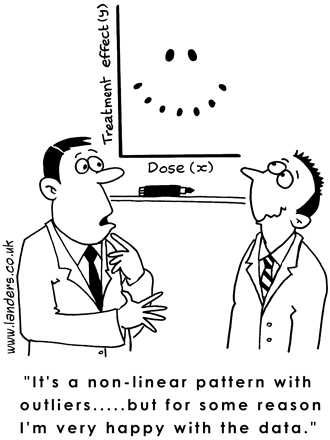 Treatment effect(y)
Dose (x)
www.landers.co.uk
"It's a non-linear pattern with
outliers.....but for some reason
I'm very happy with the data."